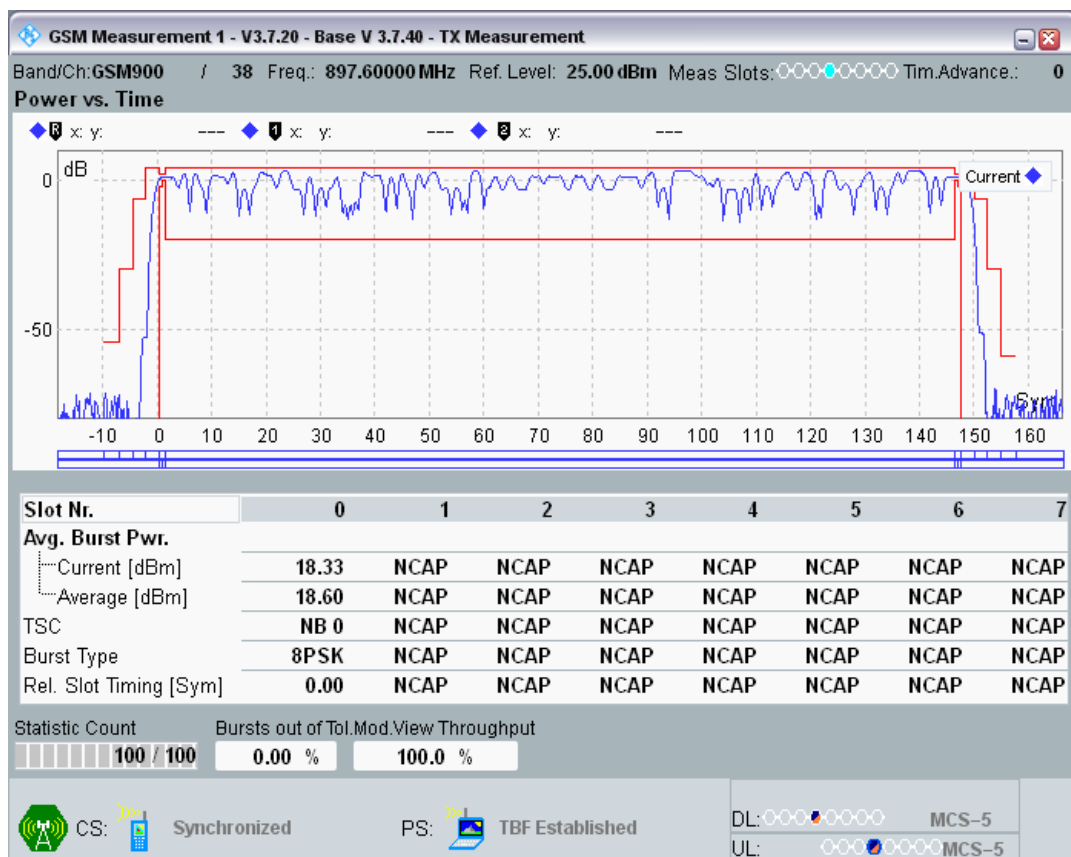 GSM Measurement 1 - V3.7.20 - Base V 3.7.40 - TX Measurement
Band/Ch:GSM900 / 38 Freq.: 897.60000 MHz Ref. Level: 25.00 dBm Meas Slots: Tim.Advance.: 0
Power vs. Time
R x: y: --- 1 x: y: --- 2 x: y: ---
dB
0
Current
-50
Sym
-10 0 10 20 30 40 50 60 70 80 90 100 110 120 130 140 150 160
Slot Nr. 0 1 2 3 4 5 6 7
Avg. Burst Pwr.
Current [dBm] 18.33 NCAP NCAP NCAP NCAP NCAP NCAP NCAP
Average [dBm] 18.60 NCAP NCAP NCAP NCAP NCAP NCAP NCAP
TSC NB 0 NCAP NCAP NCAP NCAP NCAP NCAP NCAP
Burst Type 8PSK NCAP NCAP NCAP NCAP NCAP NCAP NCAP
Rel. Slot Timing [Sym] 0.00 NCAP NCAP NCAP NCAP NCAP NCAP NCAP
Statistic Count Bursts out of Tol. Mod.View Throughput
100 / 100 0.00 % 100.0 %
CS: Synchronized PS: TBF Established
DL: MCS-5
UL: MCS-5